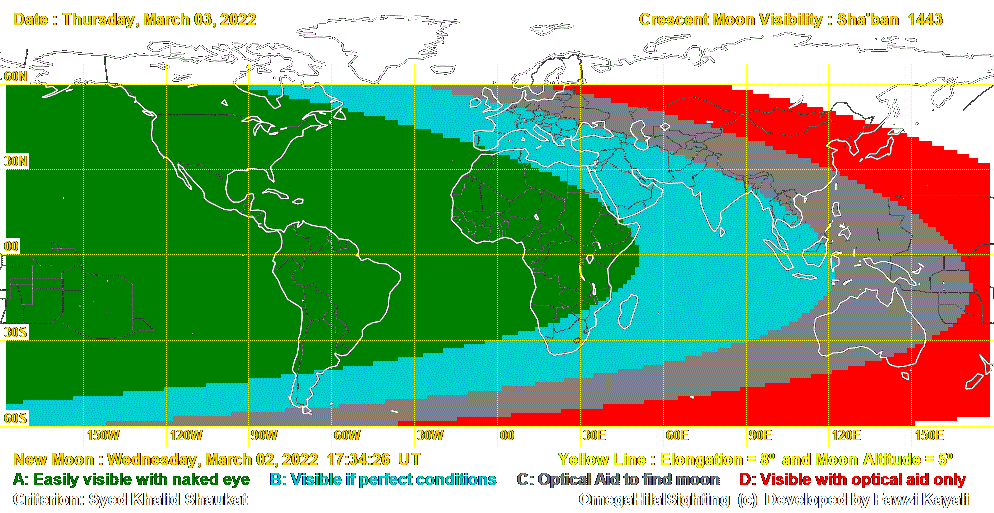 Date : Thursday, March 03, 2022 Crescent Moon Visibility : Sha'ban 1443
60N
30N
00
30S
60S
150W 120W 90W 60W 30W 00 30E 60E 90E 120E 150E
New Moon : Wednesday, March 02, 2022 17:34:26 UT Yellow Line : Elongation = 8° and Moon Altitude = 5°
A: Easily visible with naked eye B: Visible if perfect conditions C: Optical Aid to find moon D: Visible with optical aid only
Criterion: Syed Khalid Shaukat OmegaHilalSighting (c) Developed by Fawzi Kayali